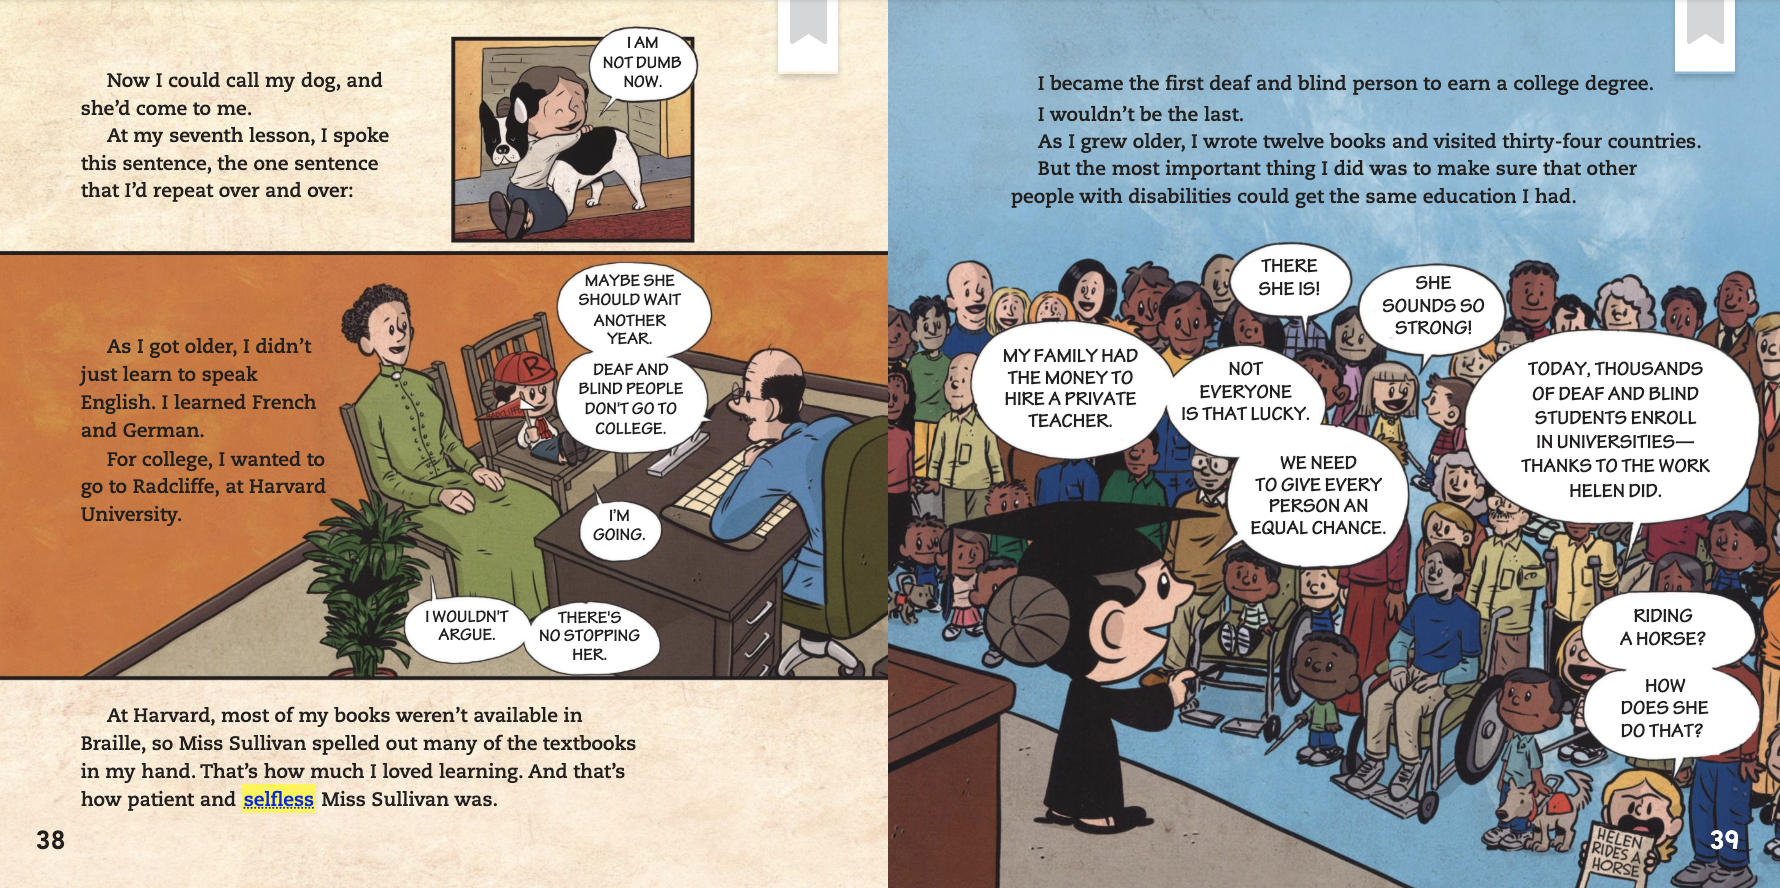 Now I could call my dog, and
she’d come to me.
At my seventh lesson, I spoke
this sentence, the one sentence
that I’d repeat over and over:
I AM
NOT DUMB
NOW.
As I got older, I didn’t
just learn to speak
English. I learned French
and German.
For college, I wanted to
go to Radcliffe, at Harvard
University.
MAYBE SHE
SHOULD WAIT
ANOTHER
YEAR.
DEAF AND
BLIND PEOPLE
DON'T GO TO
COLLEGE.
R
I’M
GOING.
I WOULDN'T
ARGUE.
THERE'S
NO STOPPING
HER.
At Harvard, most of my books weren’t available in
Braille, so Miss Sullivan spelled out many of the textbooks
in my hand. That’s how much I loved learning. And that’s
how patient and selfless Miss Sullivan was.
38
I became the first deaf and blind person to earn a college degree.
I wouldn’t be the last.
As I grew older, I wrote twelve books and visited thirty-four countries.
But the most important thing I did was to make sure that other
people with disabilities could get the same education I had.
THERE
SHE IS!
SHE
SOUNDS SO
STRONG!
MY FAMILY HAD
THE MONEY TO
HIRE A PRIVATE
TEACHER.
NOT
EVERYONE
IS THAT LUCKY.
WE NEED
TO GIVE EVERY
PERSON AN
EQUAL CHANCE.
TODAY, THOUSANDS
OF DEAF AND BLIND
STUDENTS ENROLL
IN UNIVERSITIES—
THANKS TO THE WORK
HELEN DID.
RIDING
A HORSE?
HOW
DOES SHE
DO THAT?
HELEN
RIDES A
HORSE
39